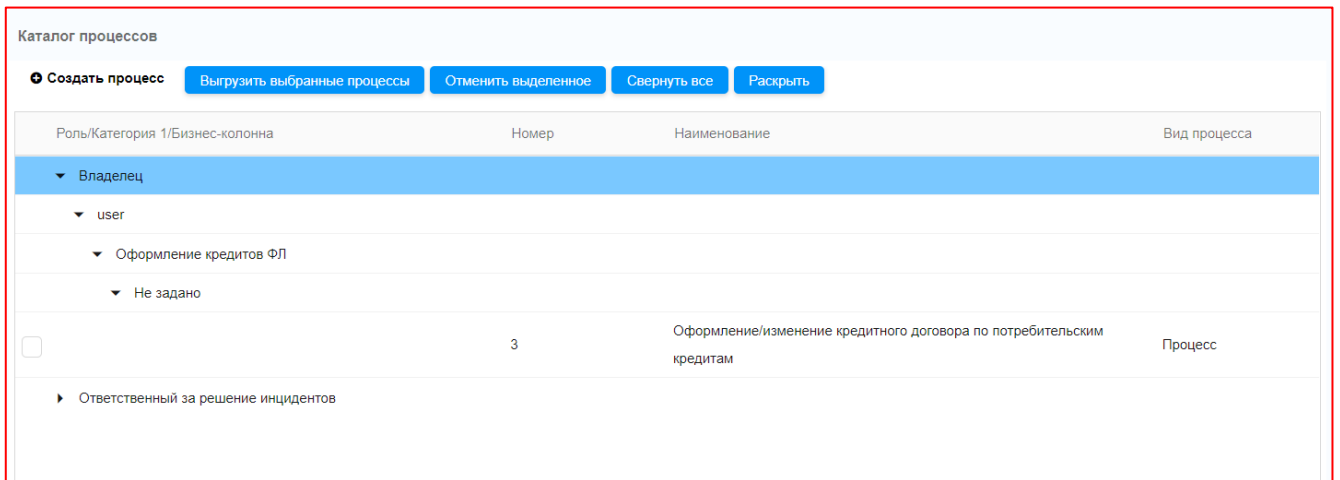 Каталог процессов
Создать процесс Выгрузить выбранные процессы Отменить выделенное Свернуть все Раскрыть
Роль/Категория 1/Бизнес-колонна Номер Наименование Вид процесса
Владелец
user
Оформление кредитов ФЛ
Не задано
3 Оформление/изменение кредитного договора по потребительским кредитам Процесс
Ответственный за решение инцидентов